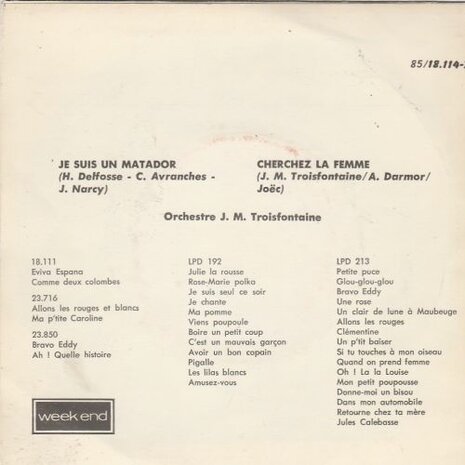 85/18.114-
JE SUIS UN MATADOR
(H. Delfosse - C. Avranches -
J. Narcy)
CHERCHEZ LA FEMME
(J. M. Troisfontaine/A. Darmor/
Joëc)
Orchestre J. M. Troisfontaine
18.111
Eviva Espana
Comme deux colombes
23.716
Allons les rouges et blancs
Ma p'tite Caroline
23.850
Bravo Eddy
Ah ! Quelle histoire
LPD 192
Julie la rousse
Rose-Marie polka
Je suis seul ce soir
Je chante
Ma pomme
Viens poupoule
Boire un petit coup
C'est un mauvais garçon
Avoir un bon copain
Pigalle
Les lilas blancs
Amusez-vous
LPD 213
Petite puce
Glou-glou-glou
Bravo Eddy
Une rose
Un clair de lune à Maubeuge
Allons les rouges
Clémentine
Un p'tit baiser
Si tu touches à mon oiseau
Quand on prend femme
Oh ! La la Louise
Mon petit poupousse
Donne-moi un bisou
Dans mon automobile
Retourne chez ta mère
Jules Calebasse
week end